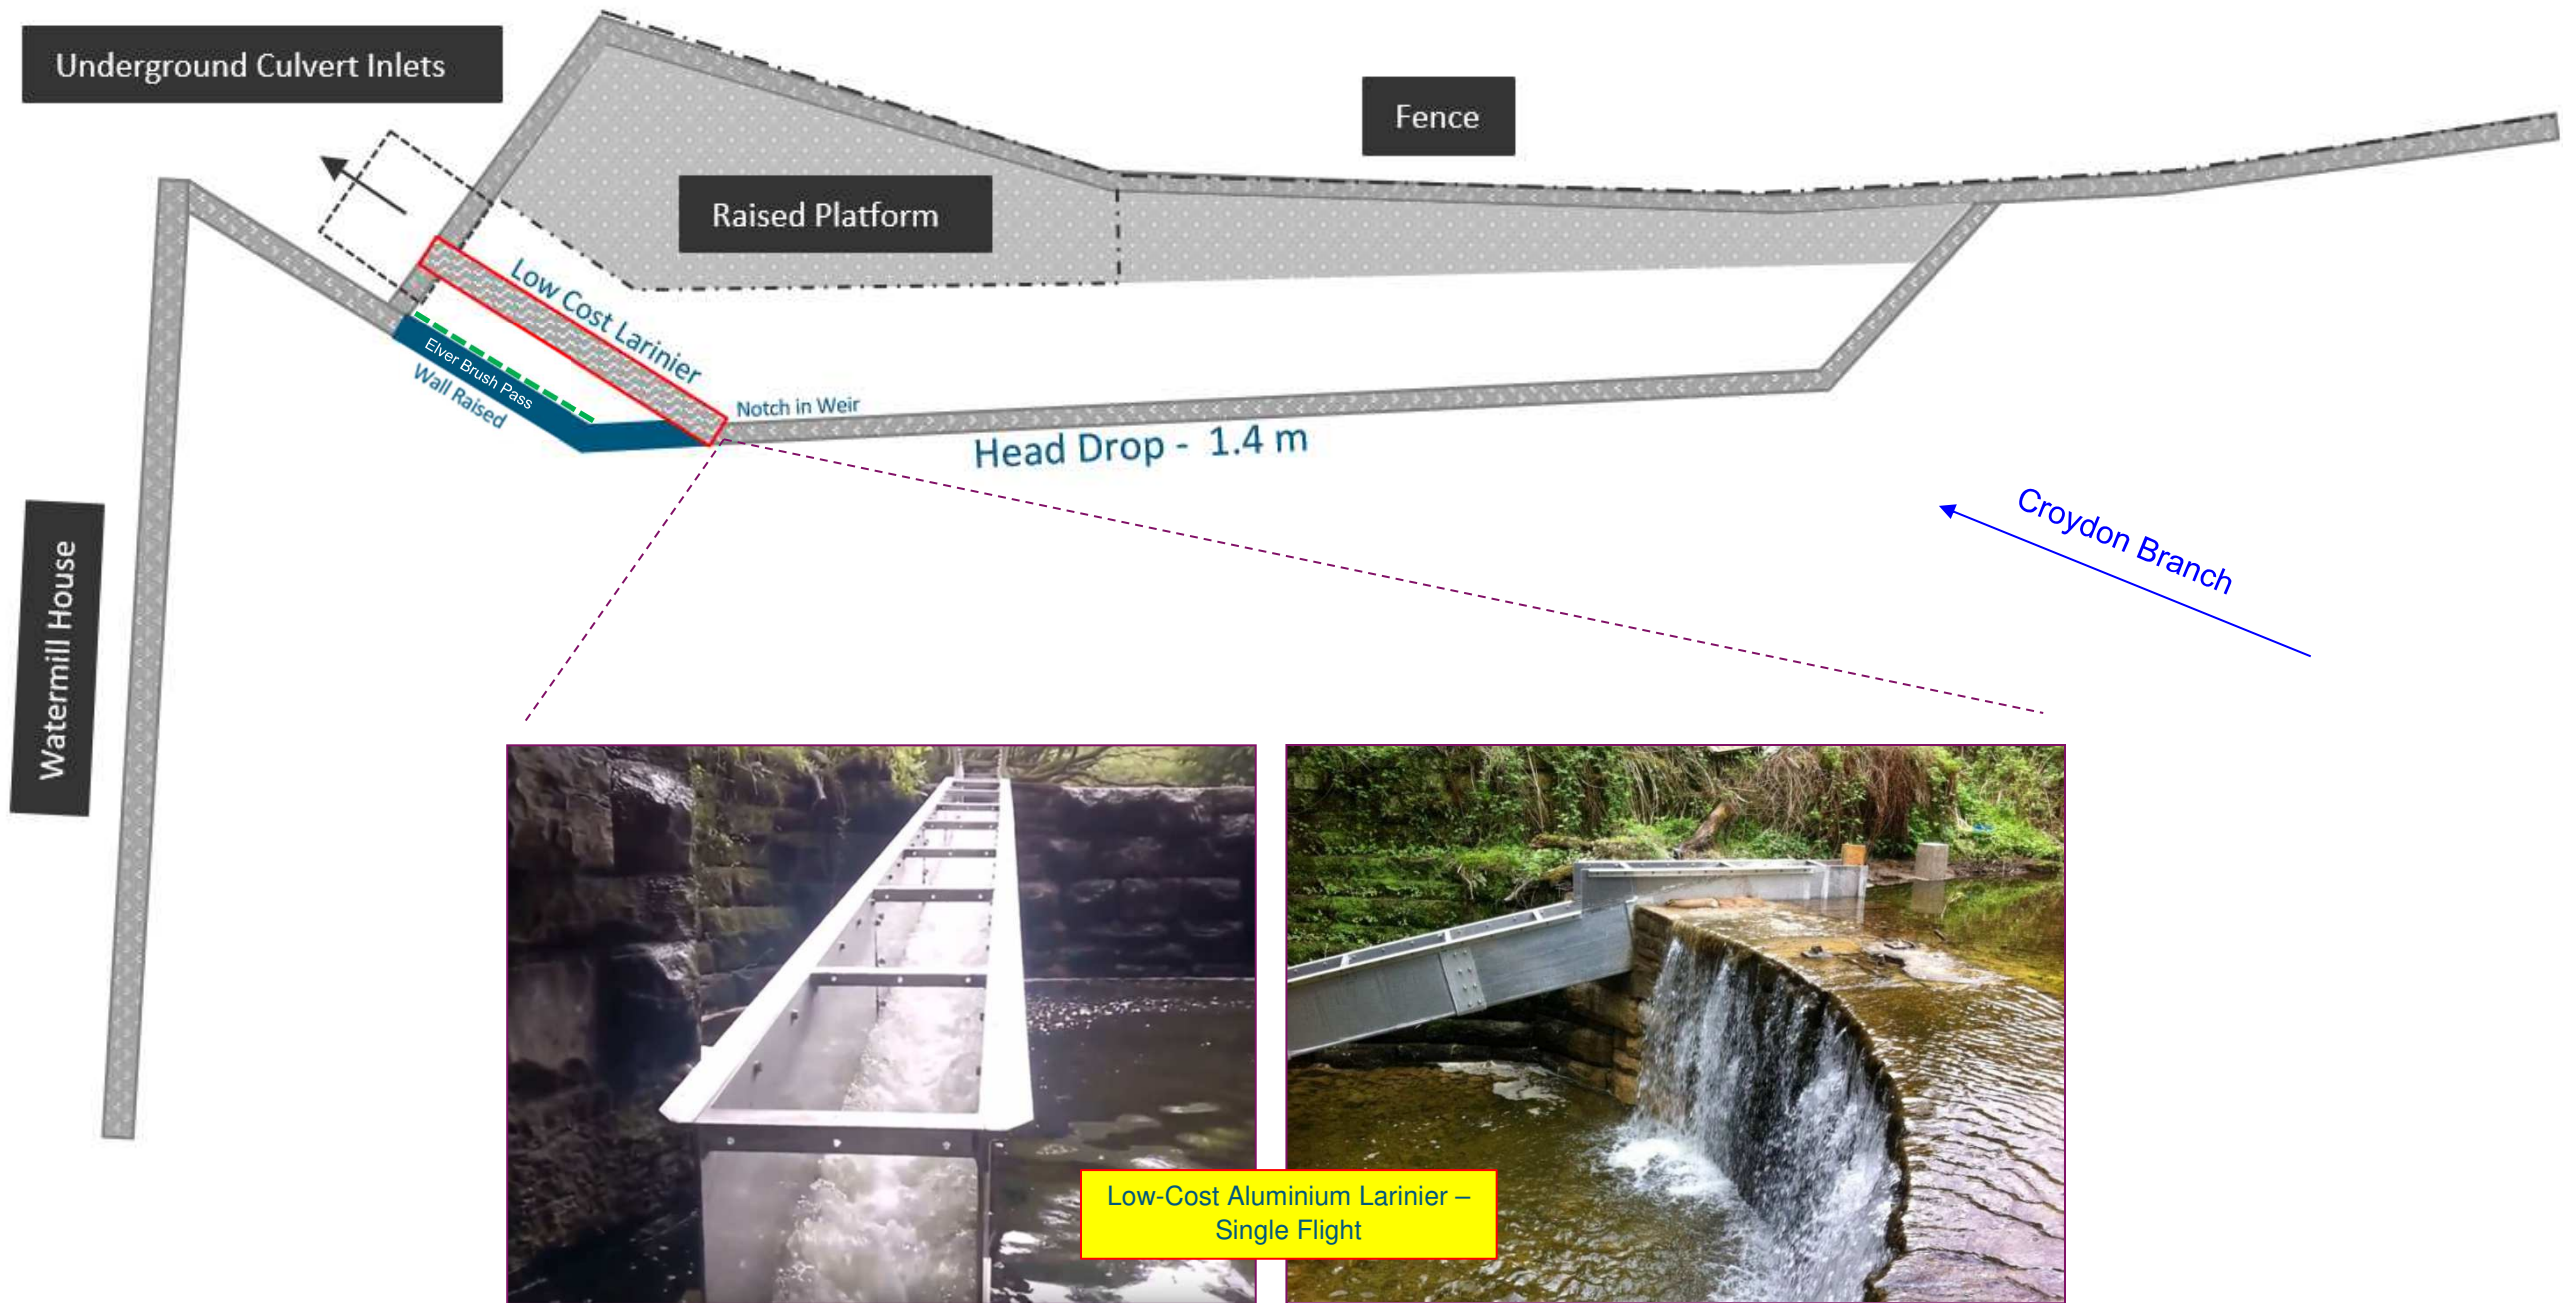 Underground Culvert Inlets
Fence
Raised Platform
Low Cost Larinier
Elver Brush Pass
Wall Raised
Notch in Weir
Head Drop - 1.4 m
Croydon Branch
Watermill House
Low-Cost Aluminium Larinier –
Single Flight